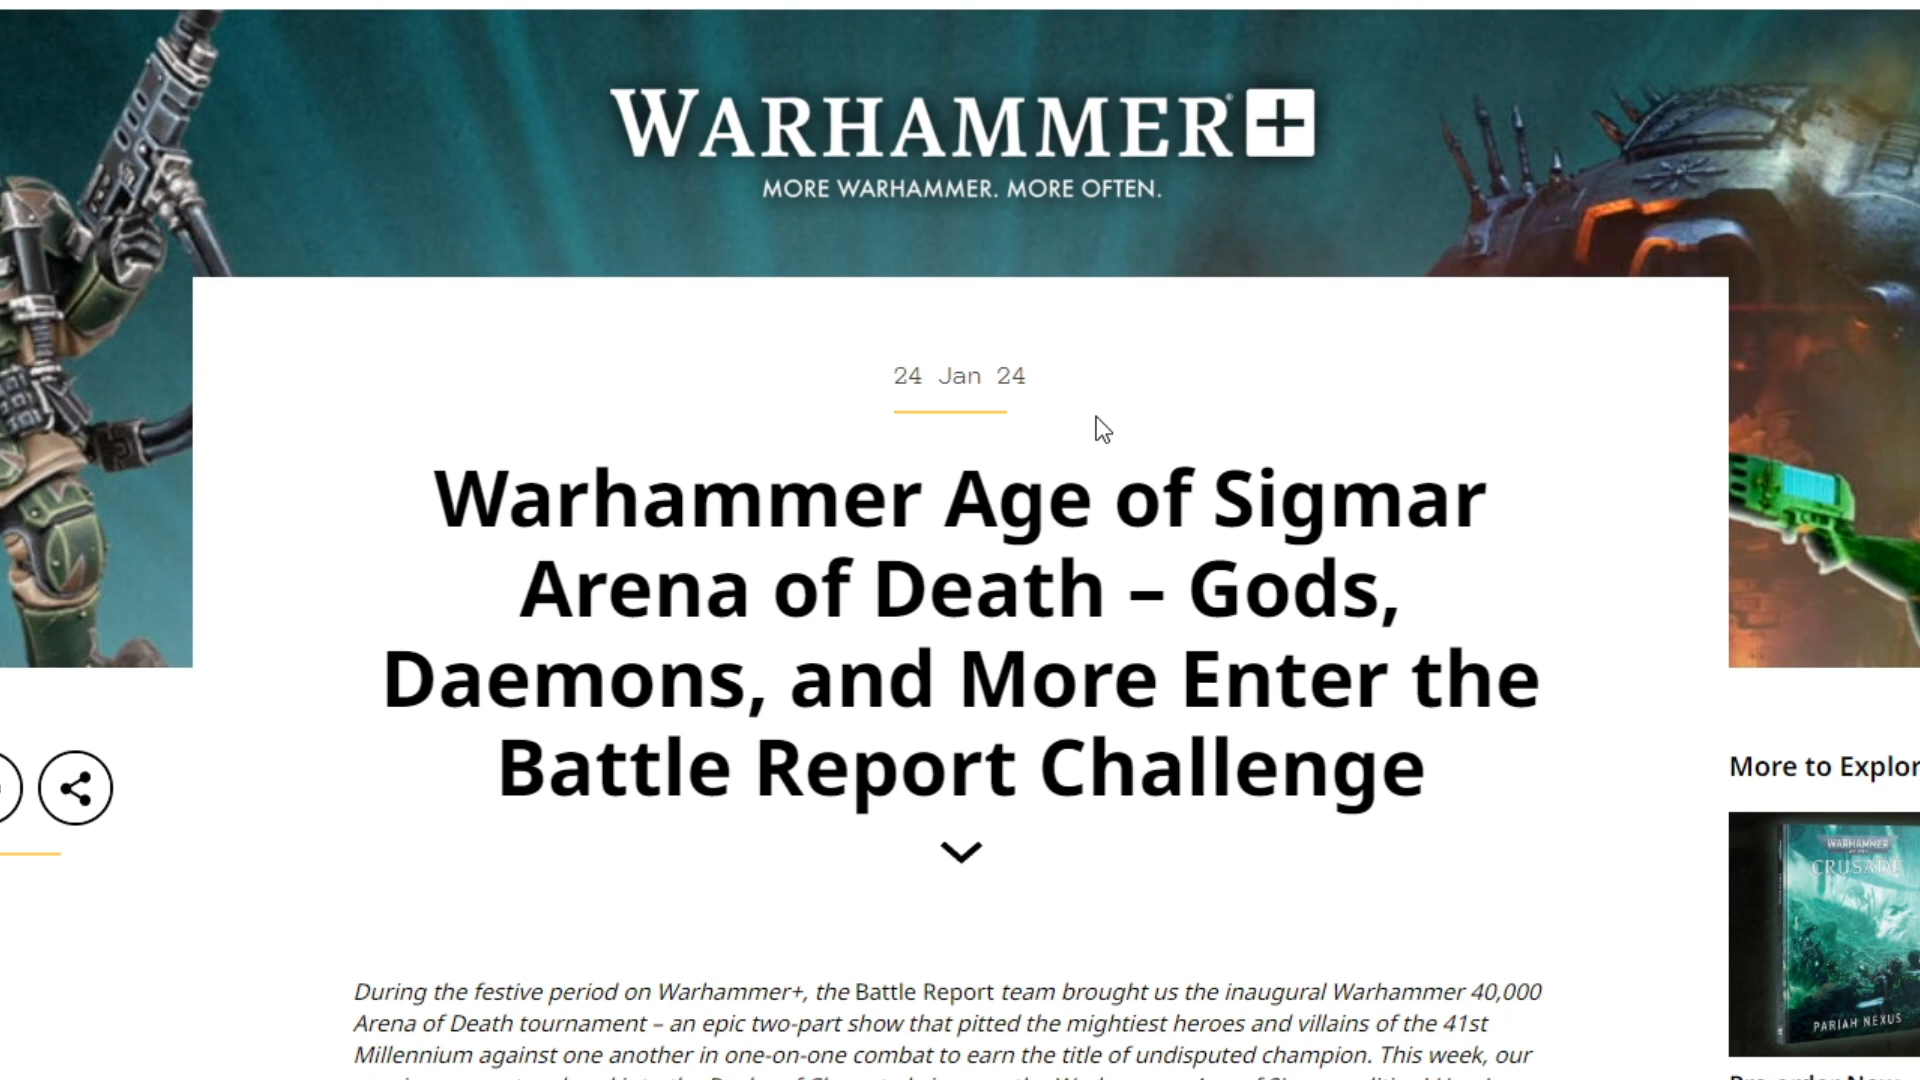 WARHAMMER+
MORE WARHAMMER. MORE OFTEN.
24 Jan 24
Warhammer Age of Sigmar
Arena of Death – Gods,
Daemons, and More Enter the
Battle Report Challenge
More to Explor
WARHAMMER
CRUSADE
PARIAH NEXUS
During the festive period on Warhammer+, the Battle Report team brought us the inaugural Warhammer 40,000
Arena of Death tournament – an epic two-part show that pitted the mightiest heroes and villains of the 41st
Millennium against one another in one-on-one combat to earn the title of undisputed champion. This week, our